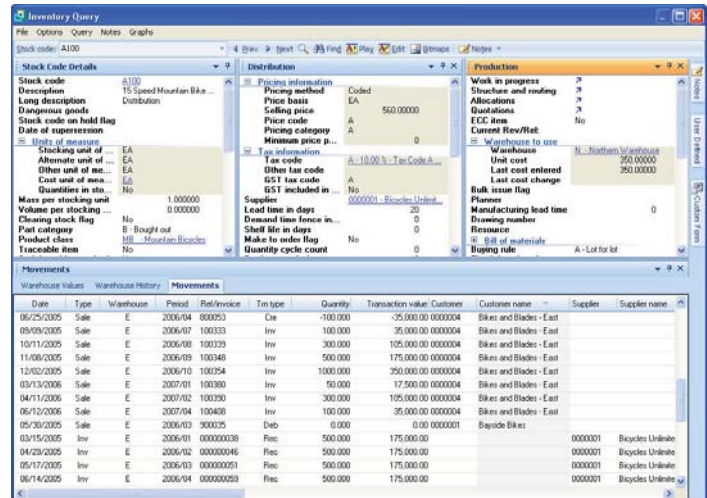 Inventory Query
File Options Query Notes Graphs
Stock code: A100 Prev Next Find Play Edit Bitmaps Notes
Stock Code Details
Stock code A100
Description 15 Speed Mountain Bike ...
Long description Distribution
Dangerous goods
Stock code on hold flag
Date of supersession
Units of measure
Stocking unit of ... EA
Alternate unit of ... EA
Other unit of me... EA
Cost unit of mea... EA
Quantities in sto... No
Mass per stocking unit 1.000000
Volume per stocking ... 0.000000
Clearing stock flag No
Part category B - Bought out
Product class MB - Mountain Bicycles
Traceable item No
Distribution
Pricing information
Pricing method Coded
Price basis EA
Selling price 560.00000
Price code A
Pricing category A
Minimum price p... 0
Tax information
Tax code A - 10.00 % - Tax Code A ...
Other tax code
GST tax code A
GST included in ... No
Supplier 0000001 - Bicycles Unlimit...
Lead time in days 20
Demand time fence in... 0
Shelf life in days 0
Make to order flag No
Quantity cycle count 0
Production
Work in progress
Structure and routing
Allocations
Quotations
ECC item No
Current Rev/Rel:
Warehouse to use
Warehouse N - Northern Warehouse
Unit cost 350.00000
Last cost entered 350.00000
Last cost change
Bulk issue flag
Planner
Manufacturing lead time 0
Drawing number
Resource
Bill of materials
Buying rule A - Lot for lot
Notes
User Defined
Custom Form
Movements
Warehouse Values Warehouse History Movements
Date Type Warehouse Period Ref/invoice Trn type Quantity Transaction value Customer Customer name Supplier Supplier name
06/25/2005 Sale E 2006/04 800053 Cre -100.000 -35,000.00 0000004 Bikes and Blades - East
09/09/2005 Sale E 2006/07 100333 Inv 100.000 35,000.00 0000004 Bikes and Blades - East
10/11/2005 Sale E 2006/08 100339 Inv 300.000 105,000.00 0000004 Bikes and Blades - East
11/08/2005 Sale E 2006/09 100348 Inv 500.000 175,000.00 0000004 Bikes and Blades - East
12/02/2005 Sale E 2006/10 100354 Inv 1000.000 350,000.00 0000004 Bikes and Blades - East
03/13/2006 Sale E 2007/01 100380 Inv 50.000 17,500.00 0000004 Bikes and Blades - East
04/11/2006 Sale E 2007/02 100390 Inv 300.000 105,000.00 0000004 Bikes and Blades - East
06/12/2006 Sale E 2007/04 100408 Inv 100.000 35,000.00 0000004 Bikes and Blades - East
05/30/2005 Sale E 2006/03 900035 Deb 0.000 0.00 0000001 Bayside Bikes
03/15/2005 Inv E 2006/01 000000038 Rec 500.000 175,000.00 0000001 Bicycles Unlimite
04/29/2005 Inv E 2006/02 000000046 Rec 500.000 175,000.00 0000001 Bicycles Unlimite
05/17/2005 Inv E 2006/03 000000051 Rec 500.000 175,000.00 0000001 Bicycles Unlimite
06/14/2005 Inv E 2006/04 000000059 Rec 500.000 175,000.00 0000001 Bicycles Unlimite